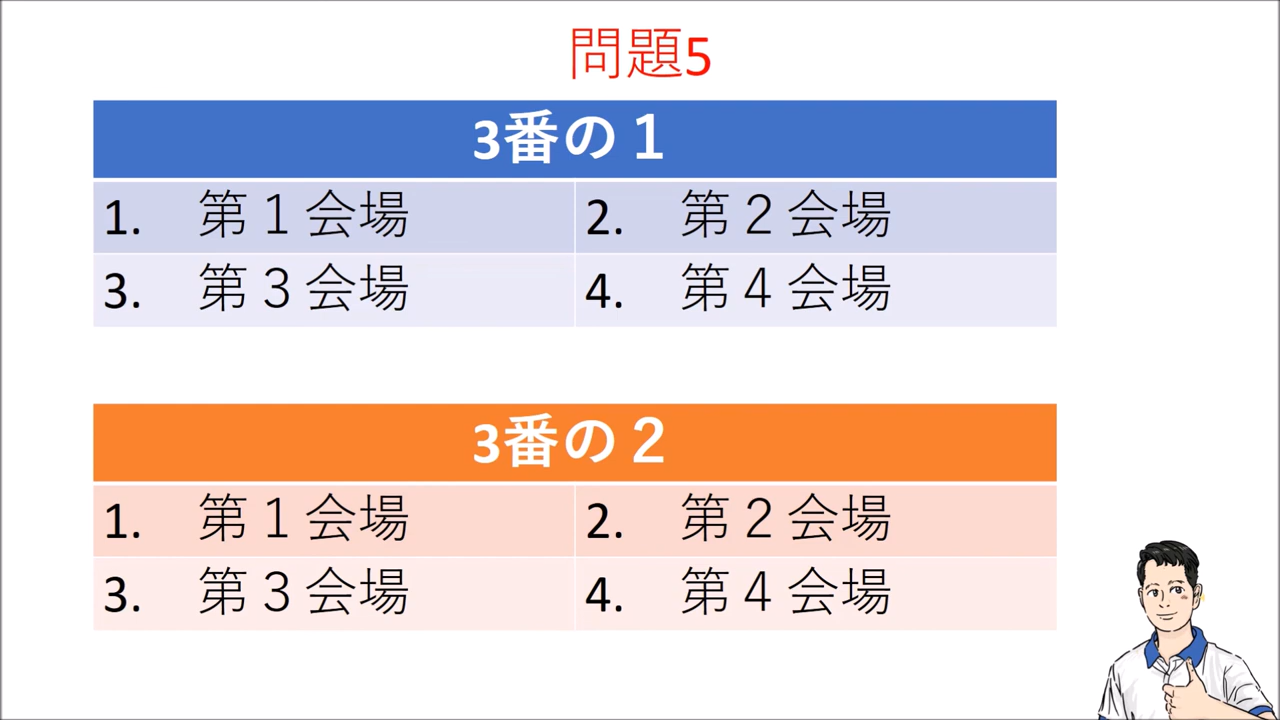 問題5
3番の１
1. 第１会場
2. 第２会場
3. 第３会場
4. 第４会場
3番の２
1. 第１会場
2. 第２会場
3. 第３会場
4. 第４会場